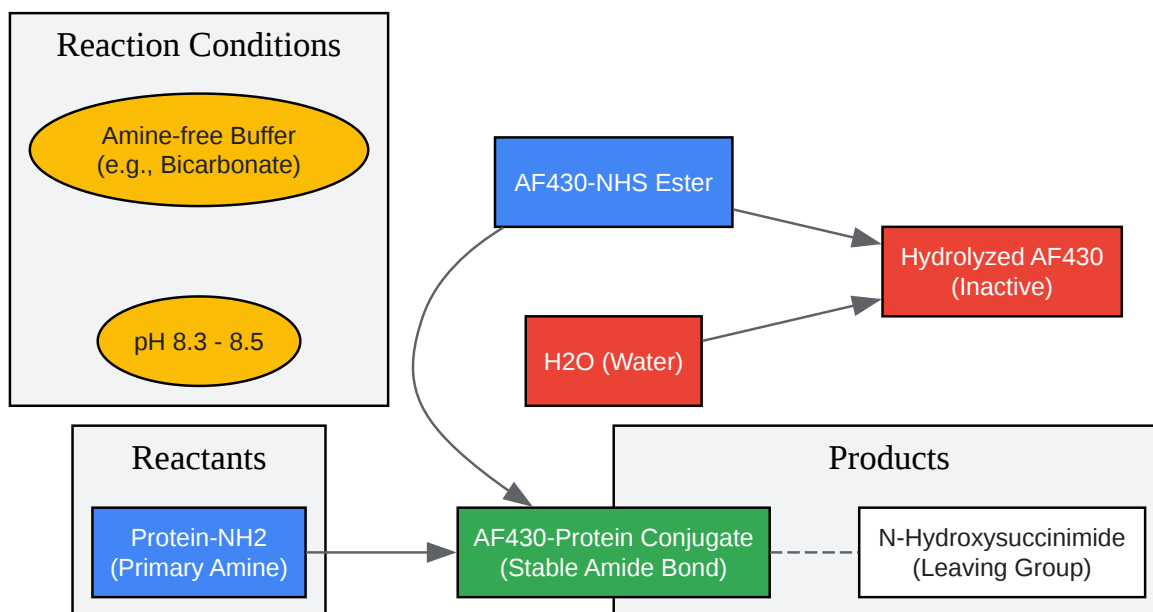 Reaction Conditions
Amine-free Buffer
(e.g., Bicarbonate)
pH 8.3 - 8.5
AF430-NHS Ester
Hydrolyzed AF430
(Inactive)
H2O (Water)
Reactants
Protein-NH2
(Primary Amine)
Products
AF430-Protein Conjugate
(Stable Amide Bond)
N-Hydroxysuccinimide
(Leaving Group)